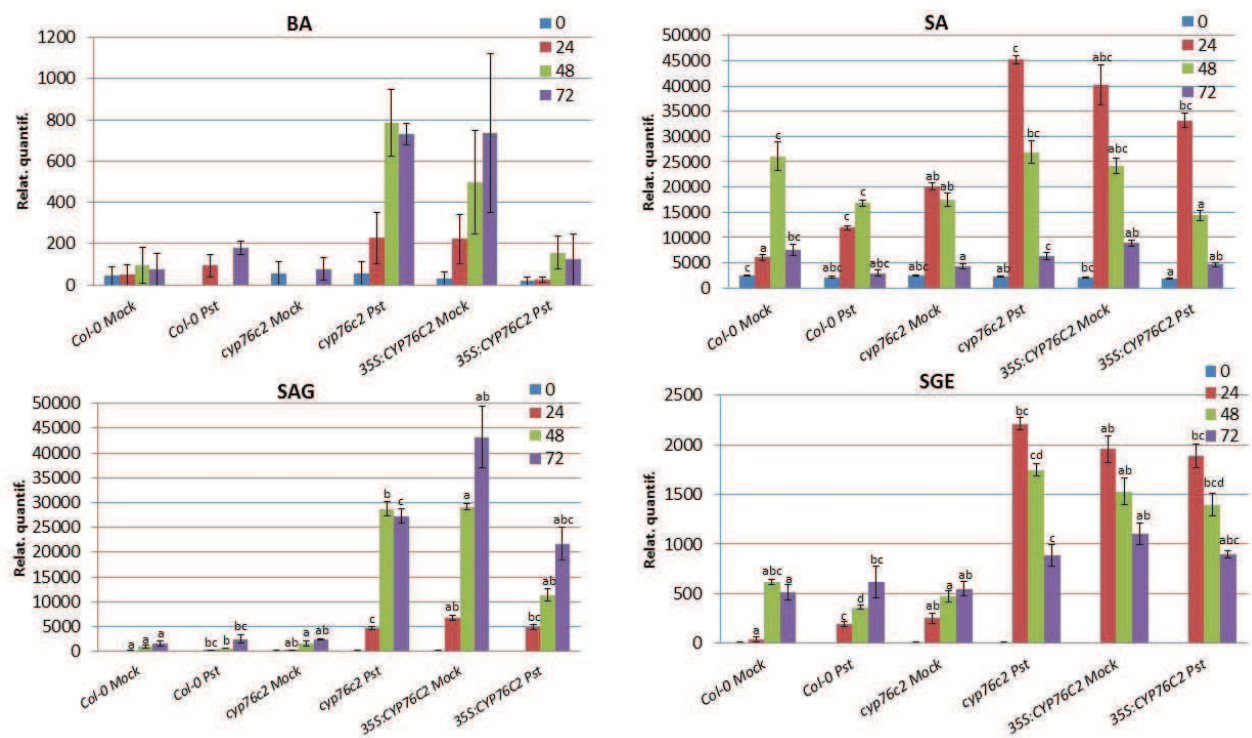 BA
0
24
48
72
1200
1000
800
600
400
200
0
Relat. quantif.
Col-0 Mock
Col-0 Pst
cyp76c2 Mock
cyp76c2 Pst
35S:CYP76C2 Mock
35S:CYP76C2 Pst
SA
0
24
48
72
50000
45000
40000
35000
30000
25000
20000
15000
10000
5000
0
Relat. quantif.
c a c bc
abc c c abc
abc ab ab a
ab c bc c
bc abc abc ab
a bc a ab
Col-0 Mock
Col-0 Pst
cyp76c2 Mock
cyp76c2 Pst
35S:CYP76C2 Mock
35S:CYP76C2 Pst
SAG
0
24
48
72
50000
45000
40000
35000
30000
25000
20000
15000
10000
5000
0
Relat. quantif.
a a a
bc b bc
ab a ab
c b c
ab a ab
bc ab abc
Col-0 Mock
Col-0 Pst
cyp76c2 Mock
cyp76c2 Pst
35S:CYP76C2 Mock
35S:CYP76C2 Pst
SGE
0
24
48
72
2500
2000
1500
1000
500
0
Relat. quantif.
a abc a
c d bc
ab a ab
bc cd c
ab ab ab
bc bcd abc
Col-0 Mock
Col-0 Pst
cyp76c2 Mock
cyp76c2 Pst
35S:CYP76C2 Mock
35S:CYP76C2 Pst